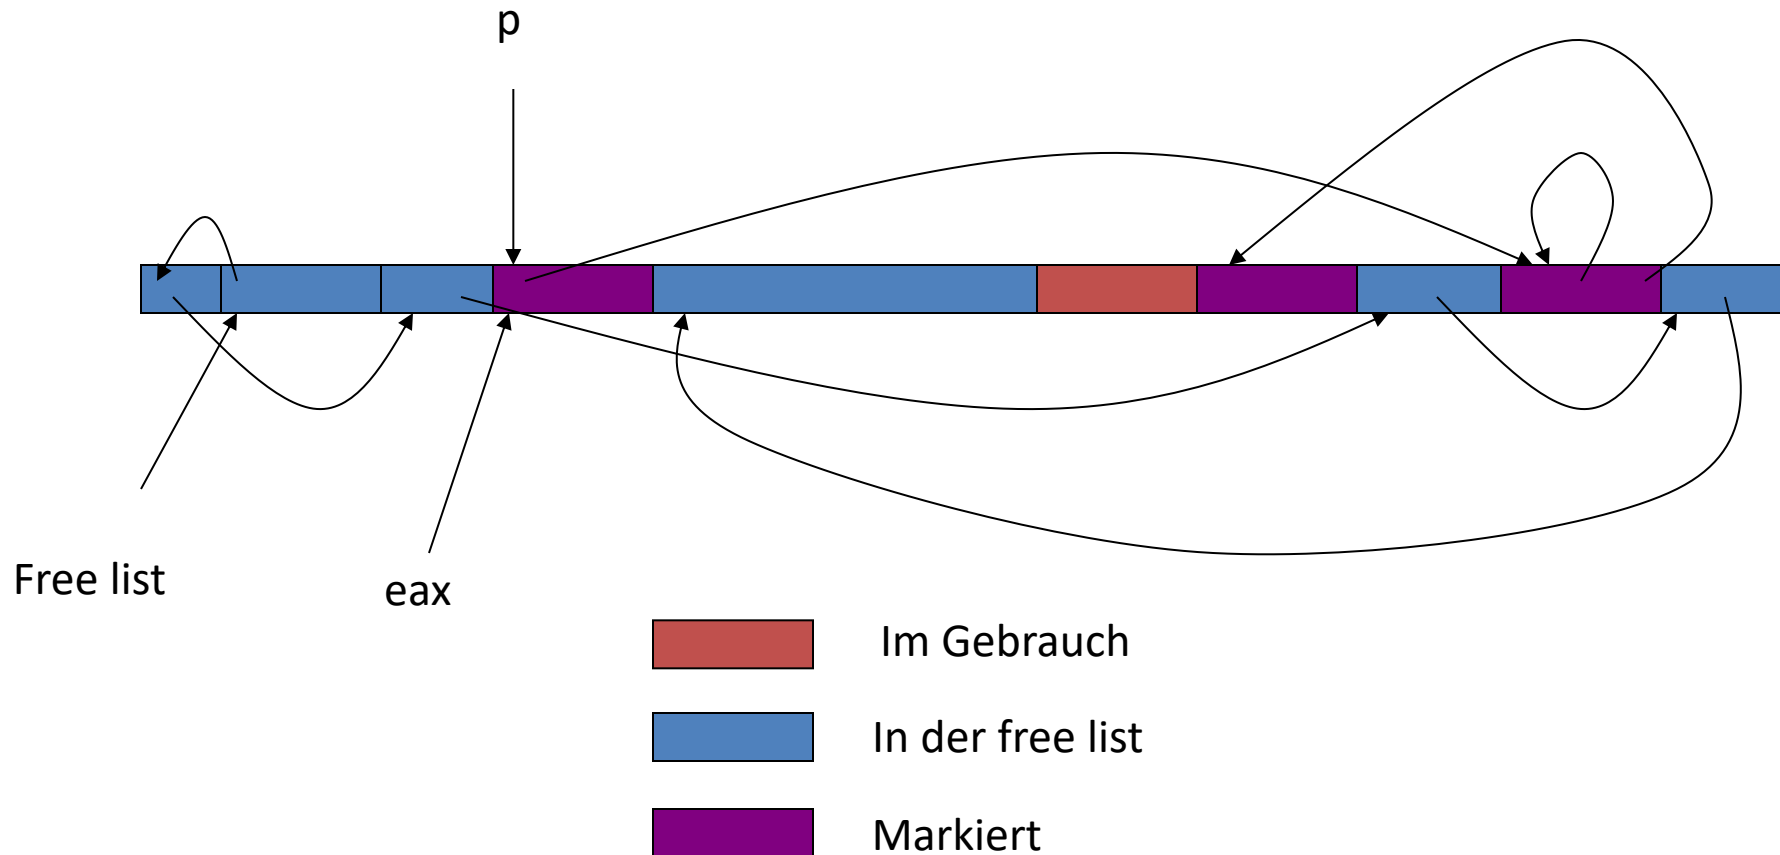 p
Free list
eax
Im Gebrauch
In der free list
Markiert